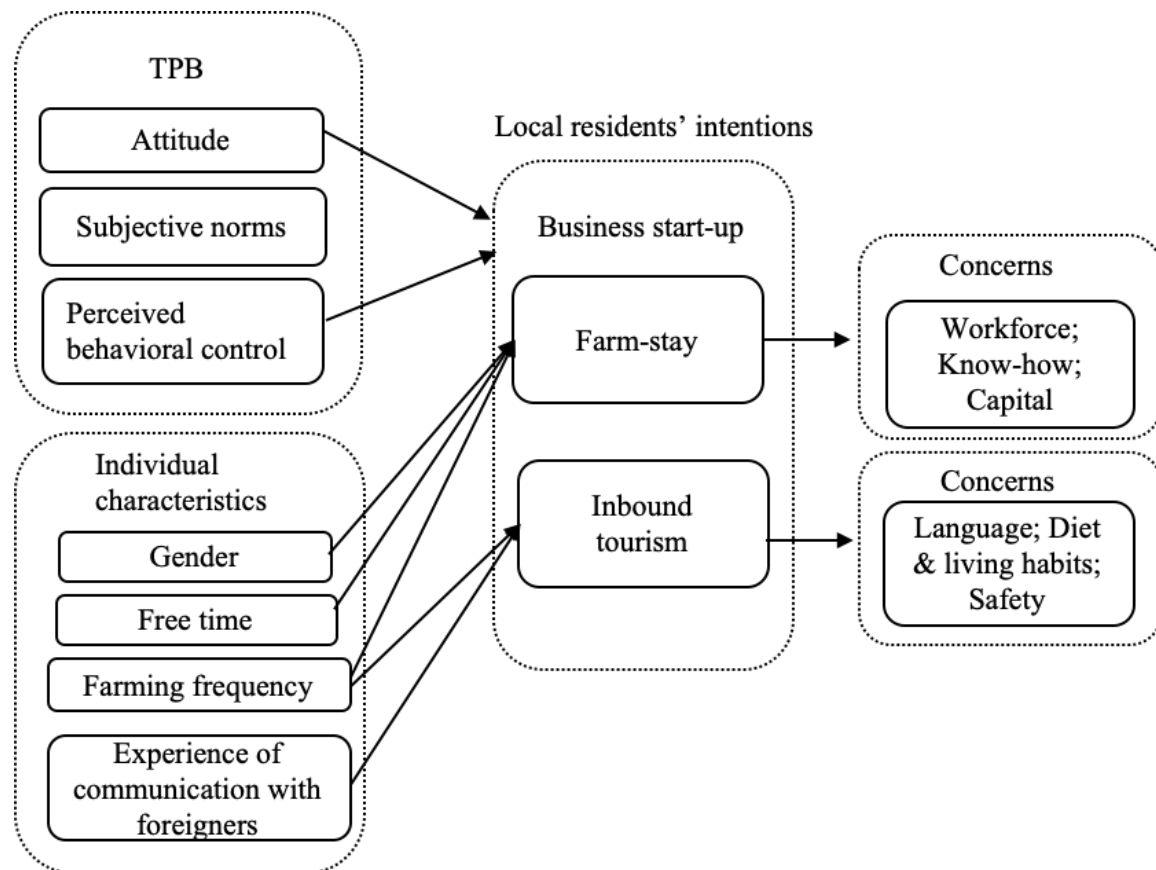 TPB
Attitude
Subjective norms
Perceived
behavioral control
Individual
characteristics
Gender
Free time
Farming frequency
Experience of
communication with
foreigners
Local residents’ intentions
Business start-up
Farm-stay
Inbound
tourism
Concerns
Workforce;
Know-how;
Capital
Concerns
Language; Diet
& living habits;
Safety